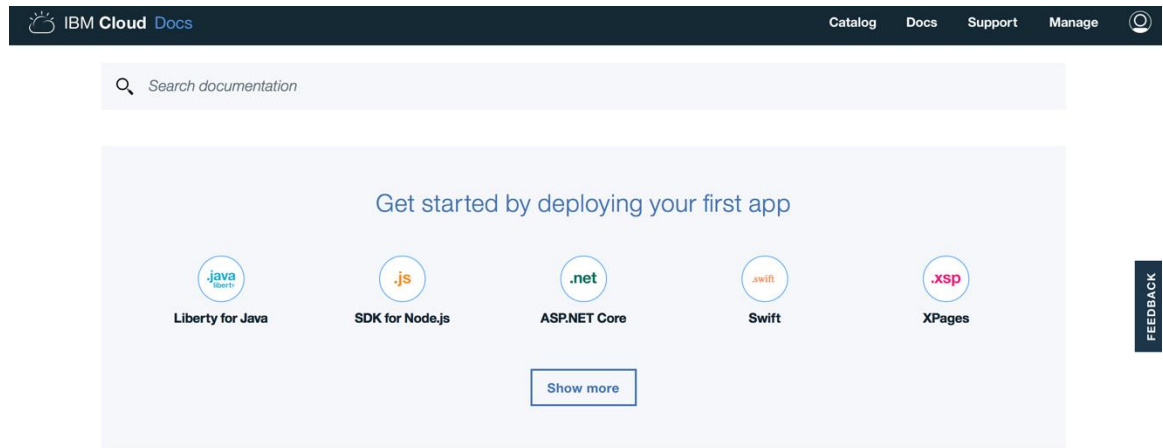 IBM Cloud Docs Catalog Docs Support Manage
Search documentation
Get started by deploying your first app
.java .js .net .swift .xsp
liberty
Liberty for Java SDK for Node.js ASP.NET Core Swift XPages
FEEDBACK
Show more